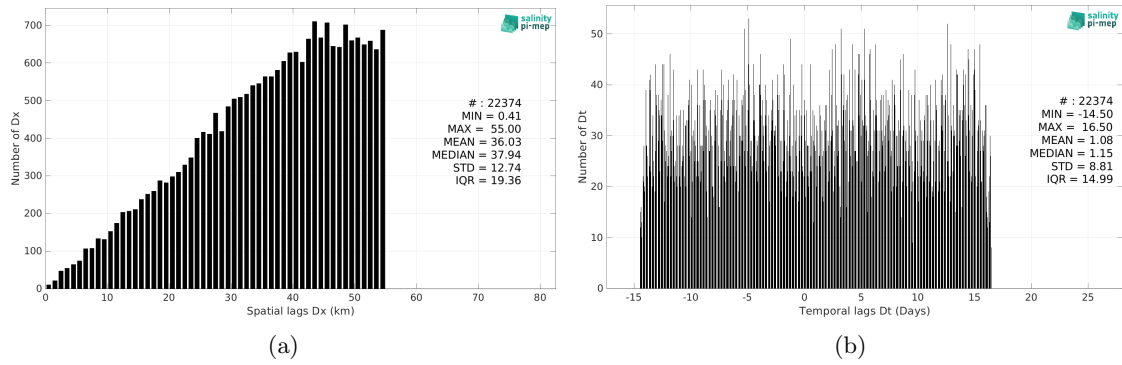 700
600
500
400
300
200
100
0
Number of Dx
salinity
pi-mep
# : 22374
MIN = 0.41
MAX = 55.00
MEAN = 36.03
MEDIAN = 37.94
STD = 12.74
IQR = 19.36
0 10 20 30 40 50 60 70 80
Spatial lags Dx (km)
(a)
50
40
30
20
10
0
Number of Dt
salinity
pi-mep
# : 22374
MIN = -14.50
MAX = 16.50
MEAN = 1.08
MEDIAN = 1.15
STD = 8.81
IQR = 14.99
-15 -10 -5 0 5 10 15 20 25
Temporal lags Dt (Days)
(b)